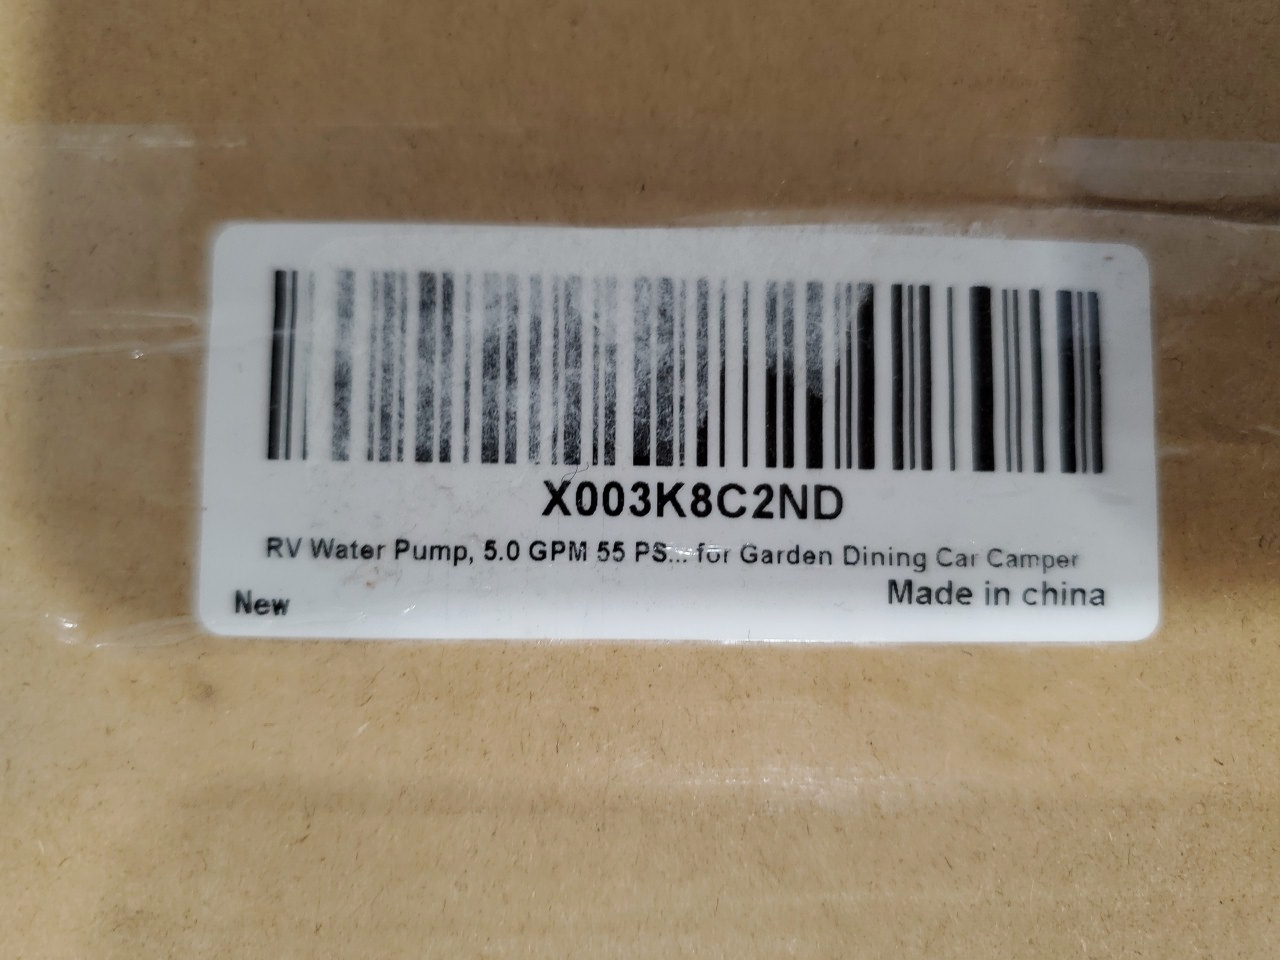 X003K8C2ND
RV Water Pump, 5.0 GPM 55 PS... for Garden Dining Car Camper
New
Made in china